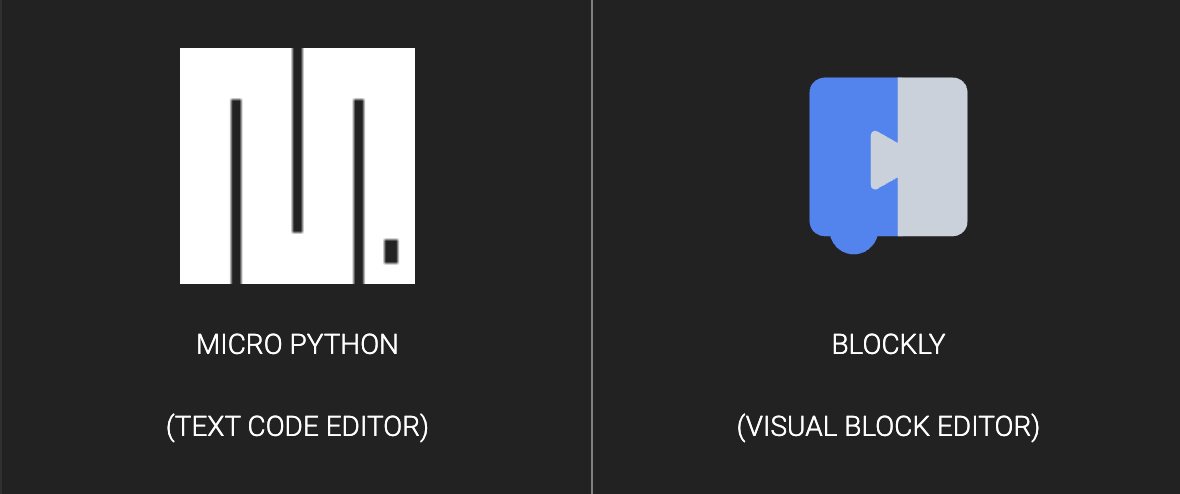 MICRO PYTHON
(TEXT CODE EDITOR)
BLOCKLY
(VISUAL BLOCK EDITOR)